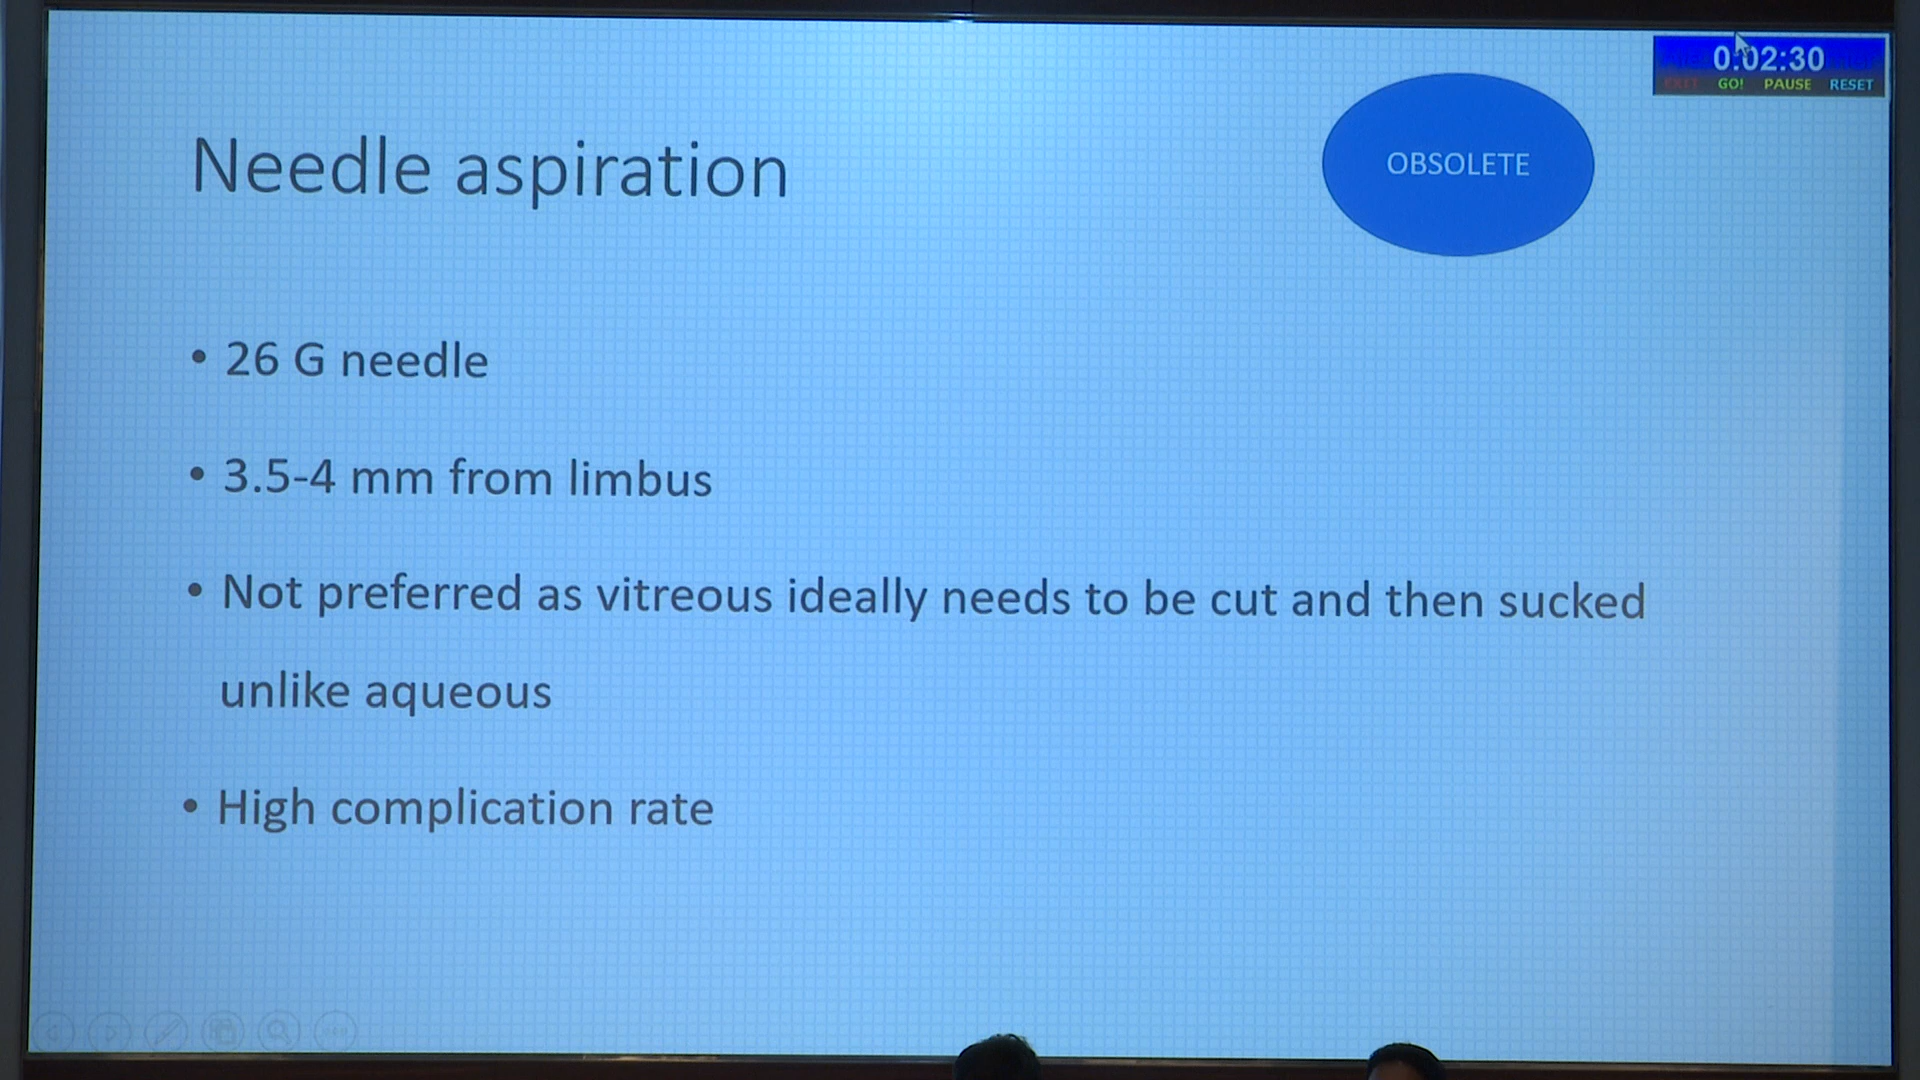 0:02:30
EXIT GO! PAUSE RESET
Needle aspiration
OBSOLETE
• 26 G needle
• 3.5-4 mm from limbus
• Not preferred as vitreous ideally needs to be cut and then sucked
unlike aqueous
• High complication rate